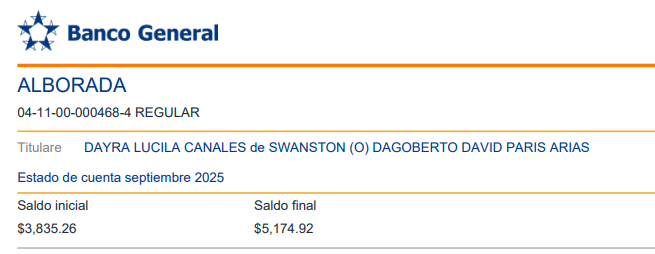 Banco General
ALBORADA
04-11-00-000468-4 REGULAR
Titulare DAYRA LUCILA CANALES de SWANSTON (O) DAGOBERTO DAVID PARIS ARIAS
Estado de cuenta septiembre 2025
Saldo inicial Saldo final
$3,835.26 $5,174.92